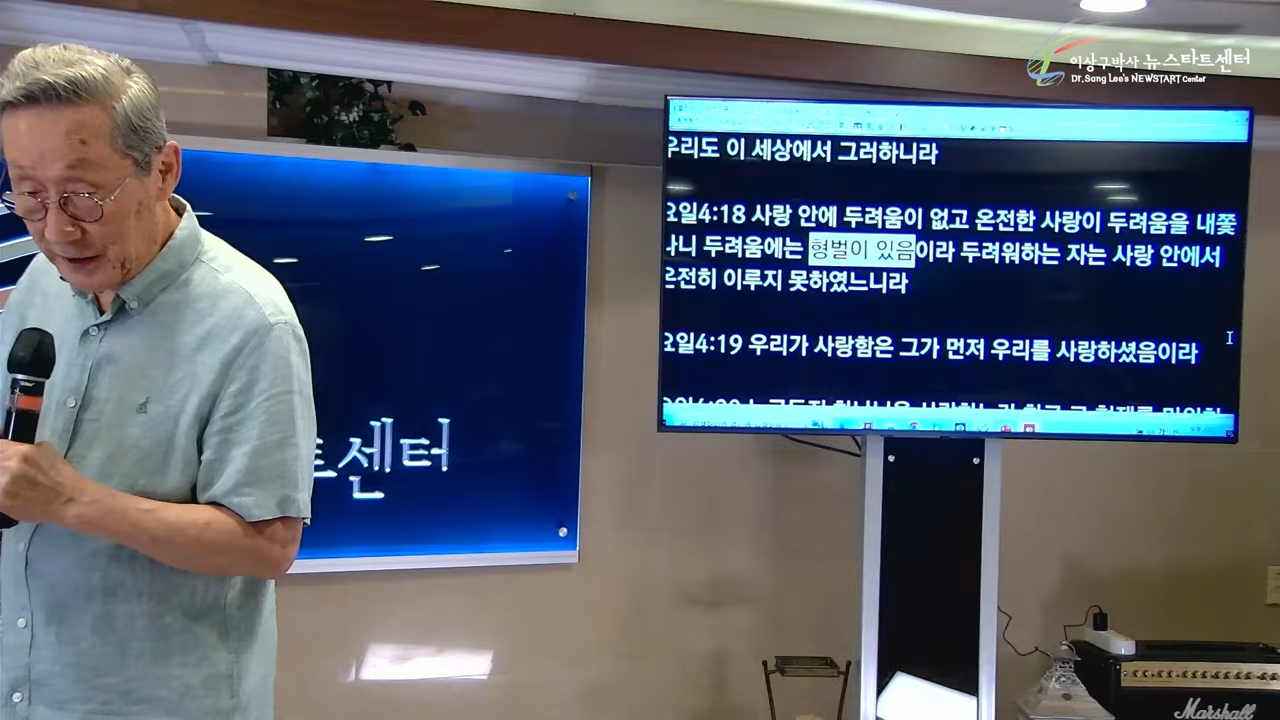 이상구박사 뉴스타트센터
Dr.Sang Lee's NEWSTART Center
우리도 이 세상에서 그러하니라
요일4:18 사랑 안에 두려움이 없고 온전한 사랑이 두려움을 내쫓
나니 두려움에는 형벌이 있음이라 두려워하는 자는 사랑 안에서
온전히 이루지 못하였느니라
요일4:19 우리가 사랑함은 그가 먼저 우리를 사랑하셨음이라
트센터
Marshall